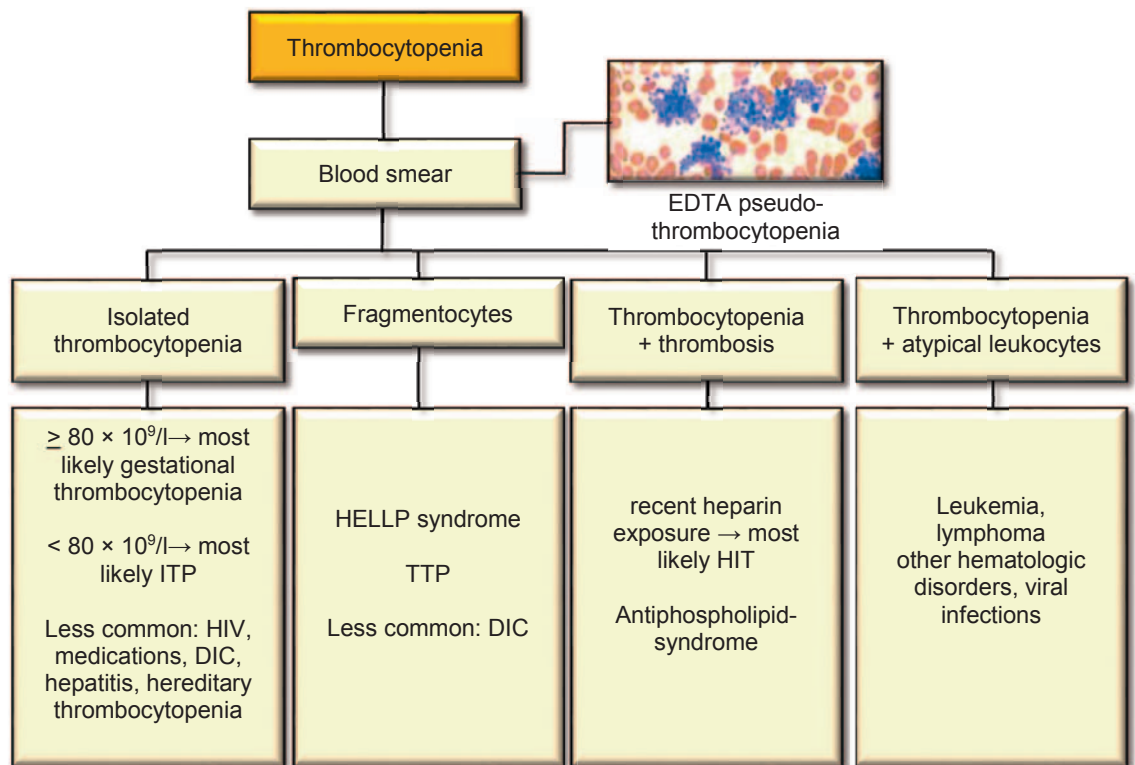 Thrombocytopenia
Blood smear
EDTA pseudo-
thrombocytopenia
Isolated
thrombocytopenia
Fragmentocytes
Thrombocytopenia
+ thrombosis
Thrombocytopenia
+ atypical leukocytes
≥ 80 × 10⁹/l→ most
likely gestational
thrombocytopenia
< 80 × 10⁹/l→ most
likely ITP
Less common: HIV,
medications, DIC,
hepatitis, hereditary
thrombocytopenia
HELLP syndrome
TTP
Less common: DIC
recent heparin
exposure → most
likely HIT
Antiphospholipid-
syndrome
Leukemia,
lymphoma
other hematologic
disorders, viral
infections